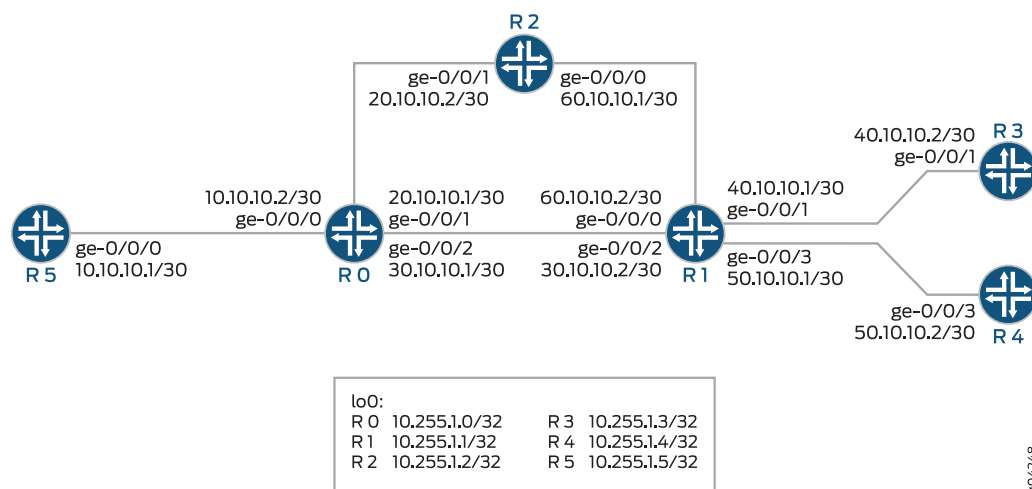 R 2
ge-0/0/1
20.10.10.2/30
ge-0/0/0
60.10.10.1/30
R 3
40.10.10.2/30
ge-0/0/1
10.10.10.2/30
ge-0/0/0
20.10.10.1/30
ge-0/0/1
60.10.10.2/30
ge-0/0/0
40.10.10.1/30
ge-0/0/1
R 5
ge-0/0/0
10.10.10.1/30
R 0
ge-0/0/2
30.10.10.1/30
ge-0/0/2
30.10.10.2/30
R 1
ge-0/0/3
50.10.10.1/30
ge-0/0/3
50.10.10.2/30
R 4
lo0:
R 0 10.255.1.0/32 R 3 10.255.1.3/32
R 1 10.255.1.1/32 R 4 10.255.1.4/32
R 2 10.255.1.2/32 R 5 10.255.1.5/32